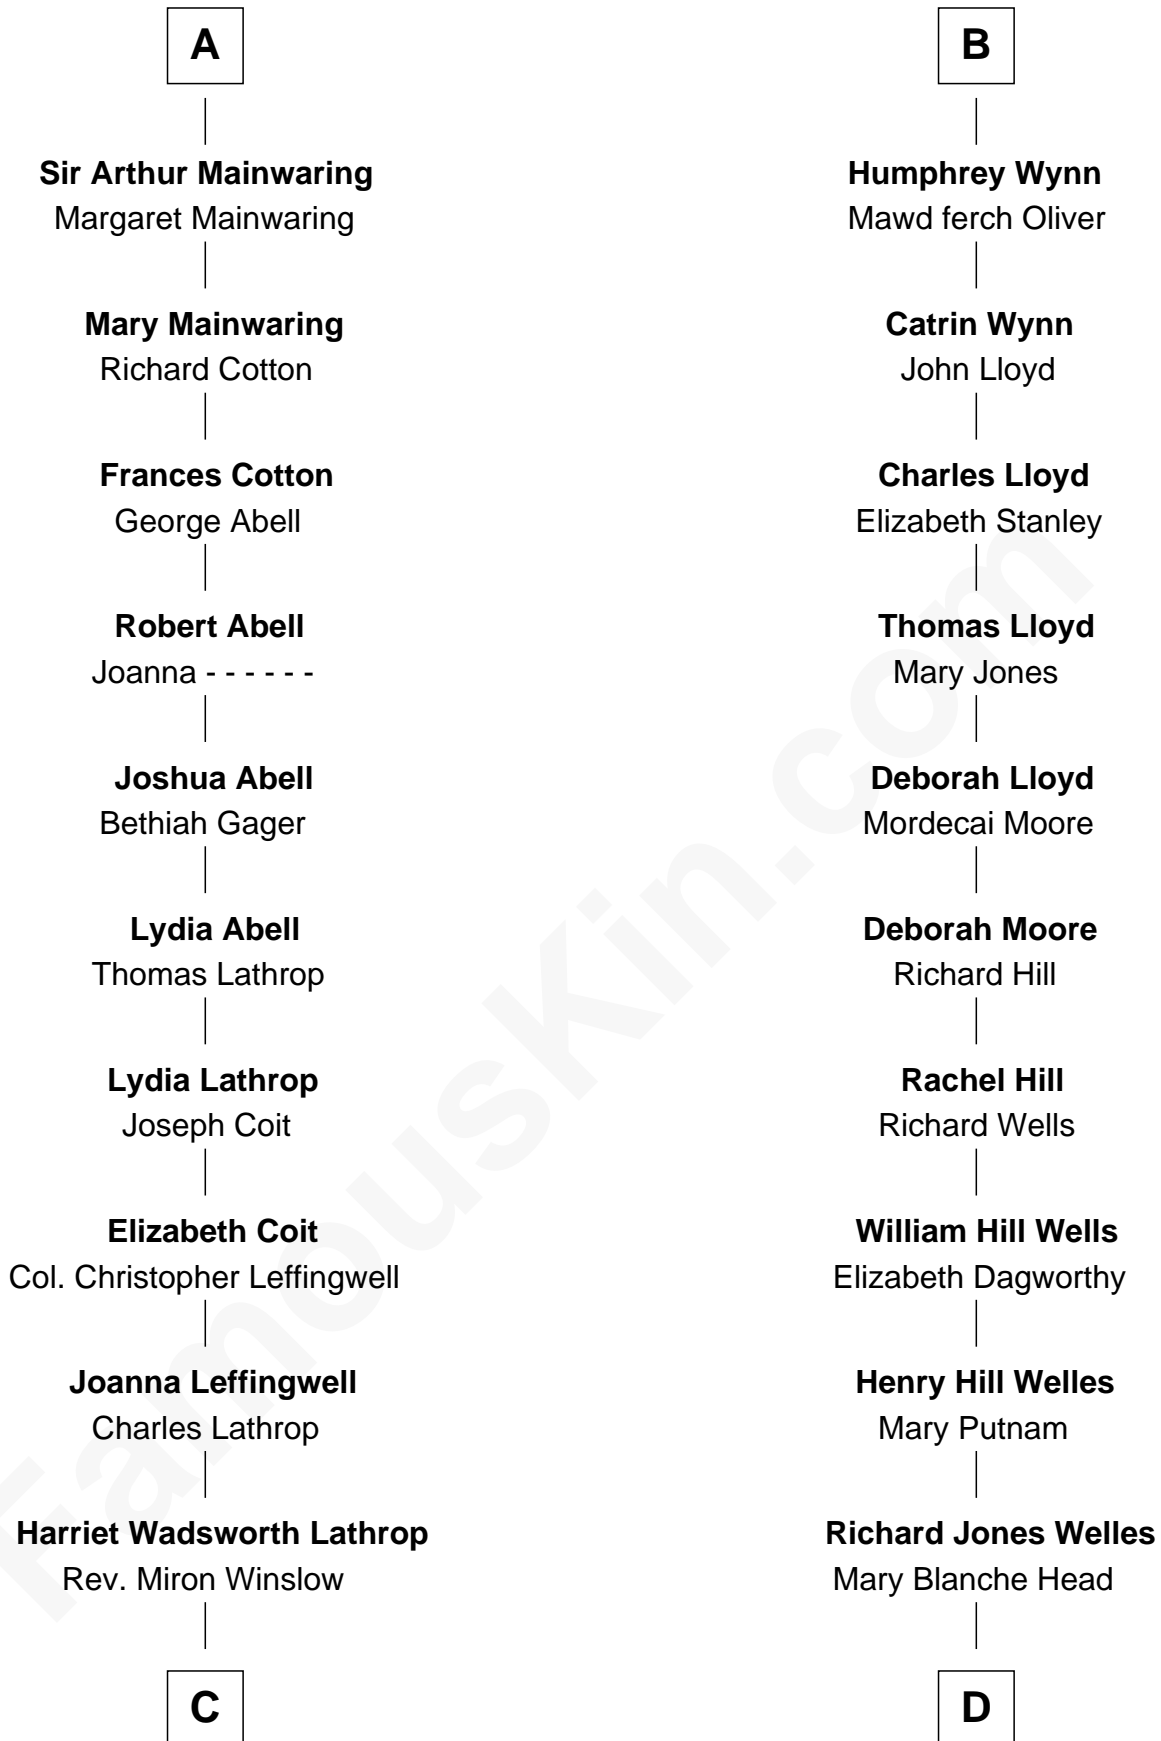 A
Sir Arthur Mainwaring
Margaret Mainwaring
Mary Mainwaring
Richard Cotton
Frances Cotton
George Abell
Robert Abell
Joanna - - - - - -
Joshua Abell
Bethiah Gager
Lydia Abell
Thomas Lathrop
Lydia Lathrop
Joseph Coit
Elizabeth Coit
Col. Christopher Leffingwell
Joanna Leffingwell
Charles Lathrop
Harriet Wadsworth Lathrop
Rev. Miron Winslow
C
B
Humphrey Wynn
Mawd ferch Oliver
Catrin Wynn
John Lloyd
Charles Lloyd
Elizabeth Stanley
Thomas Lloyd
Mary Jones
Deborah Lloyd
Mordecai Moore
Deborah Moore
Richard Hill
Rachel Hill
Richard Wells
William Hill Wells
Elizabeth Dagworthy
Henry Hill Welles
Mary Putnam
Richard Jones Welles
Mary Blanche Head
D
FamousKin.com